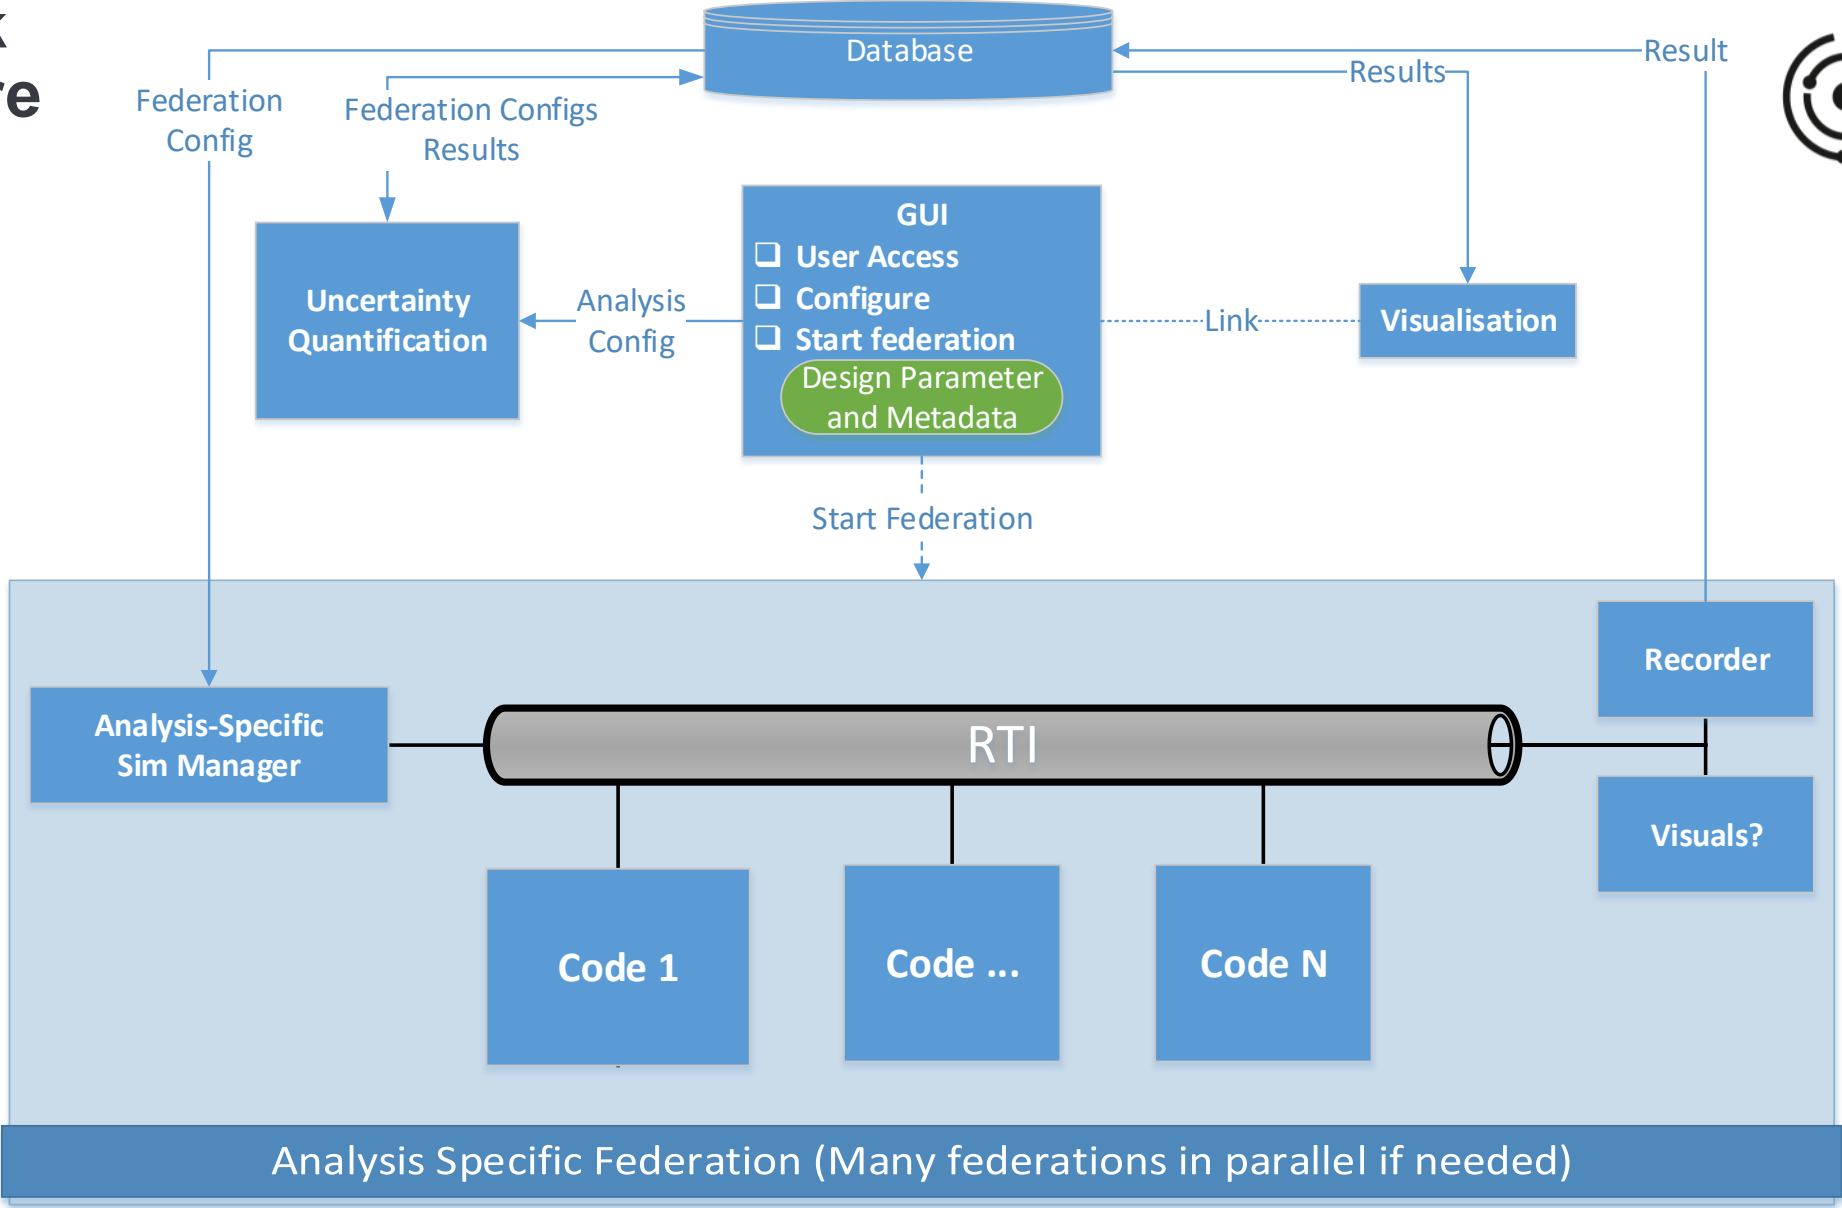 Database
Result
Results
Federation
Config
Federation Configs
Results
GUI
❑ User Access
❑ Configure
❑ Start federation
Design Parameter
and Metadata
Uncertainty
Quantification
Analysis
Config
Link
Visualisation
Start Federation
Recorder
Analysis-Specific
Sim Manager
RTI
Visuals?
Code 1
Code ...
Code N
Analysis Specific Federation (Many federations in parallel if needed)